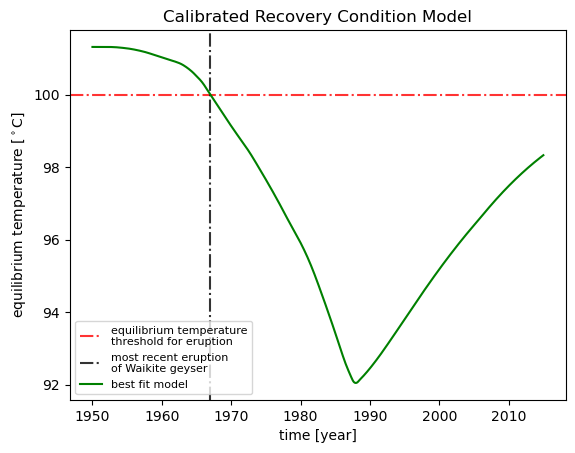 Calibrated Recovery Condition Model
equilibrium temperature [ ° C]
100
98
96
94
92
equilibrium temperature
threshold for eruption
most recent eruption
of Waikite geyser
best fit model
1950 1960 1970 1980 1990 2000 2010
time [year]